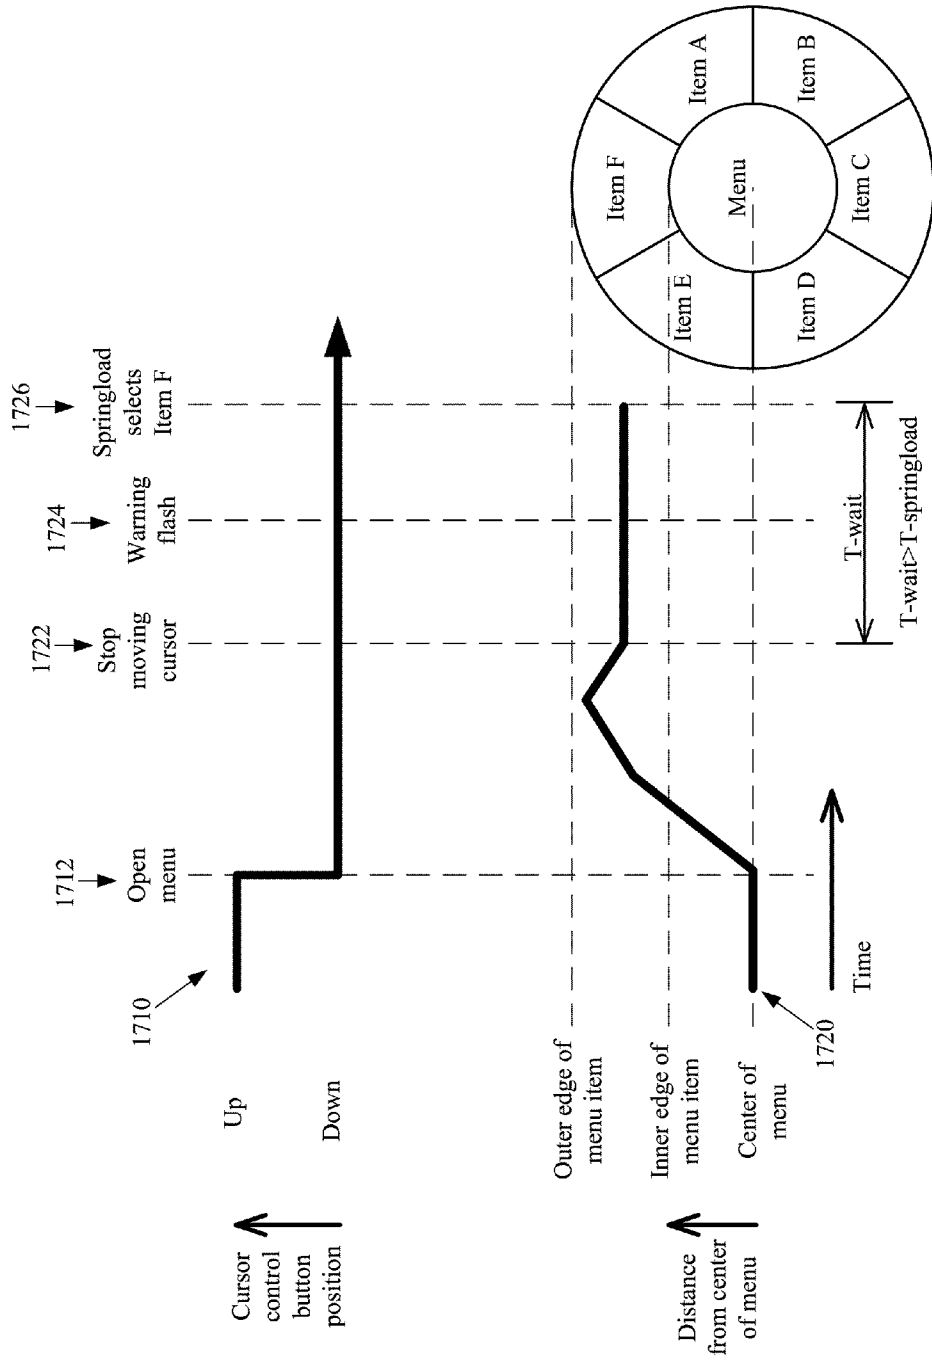 1712
1722
1724
1726
Open
menu
Stop
moving
cursor
Warning
flash
Springload
selects
Item F
1710
Cursor
control
button
position
Up
Down
Distance
from center
of menu
Outer edge of
menu item
Inner edge of
menu item
Center of
menu
1720
Time
T-wait
T-wait>T-springload
Menu
Item F
Item A
Item B
Item C
Item D
Item E